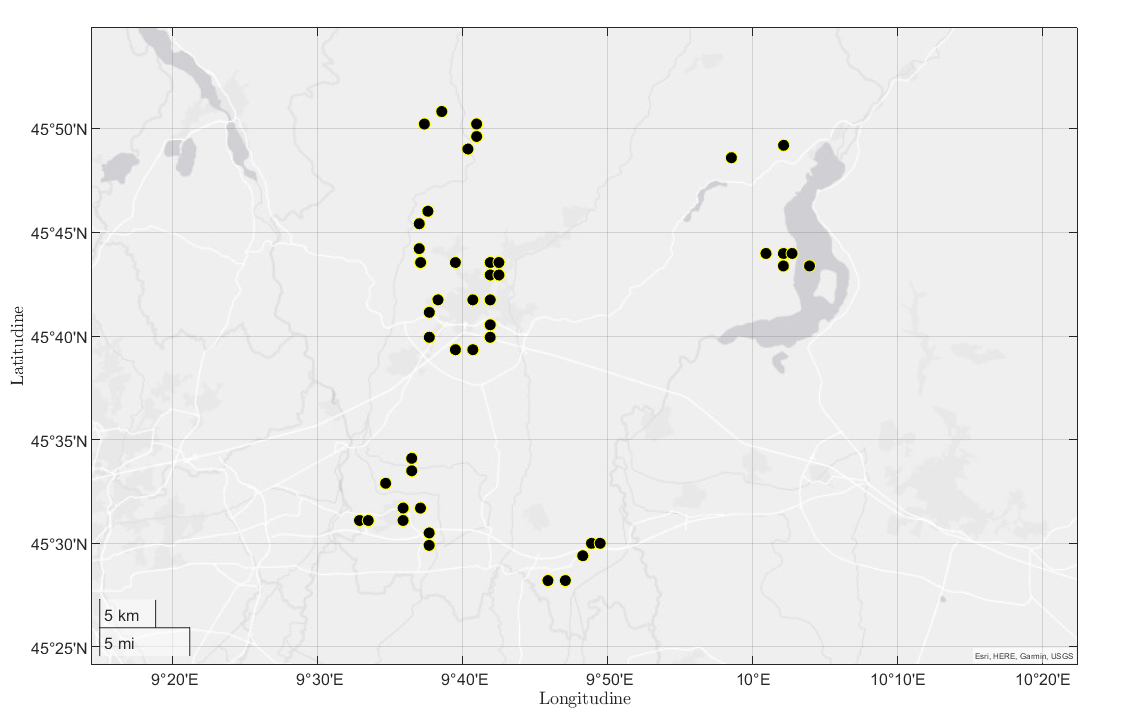 45°50'N
45°45'N
45°40'N
45°35'N
45°30'N
45°25'N
Latitudine
5 km
5 mi
Esri, HERE, Garmin, USGS
9°20'E
9°30'E
9°40'E
9°50'E
10°E
10°10'E
10°20'E
Longitudine